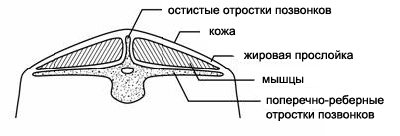 остистые отростки позвонков
кожа
жировая прослойка
мышцы
поперечно-реберные
отростки позвонков